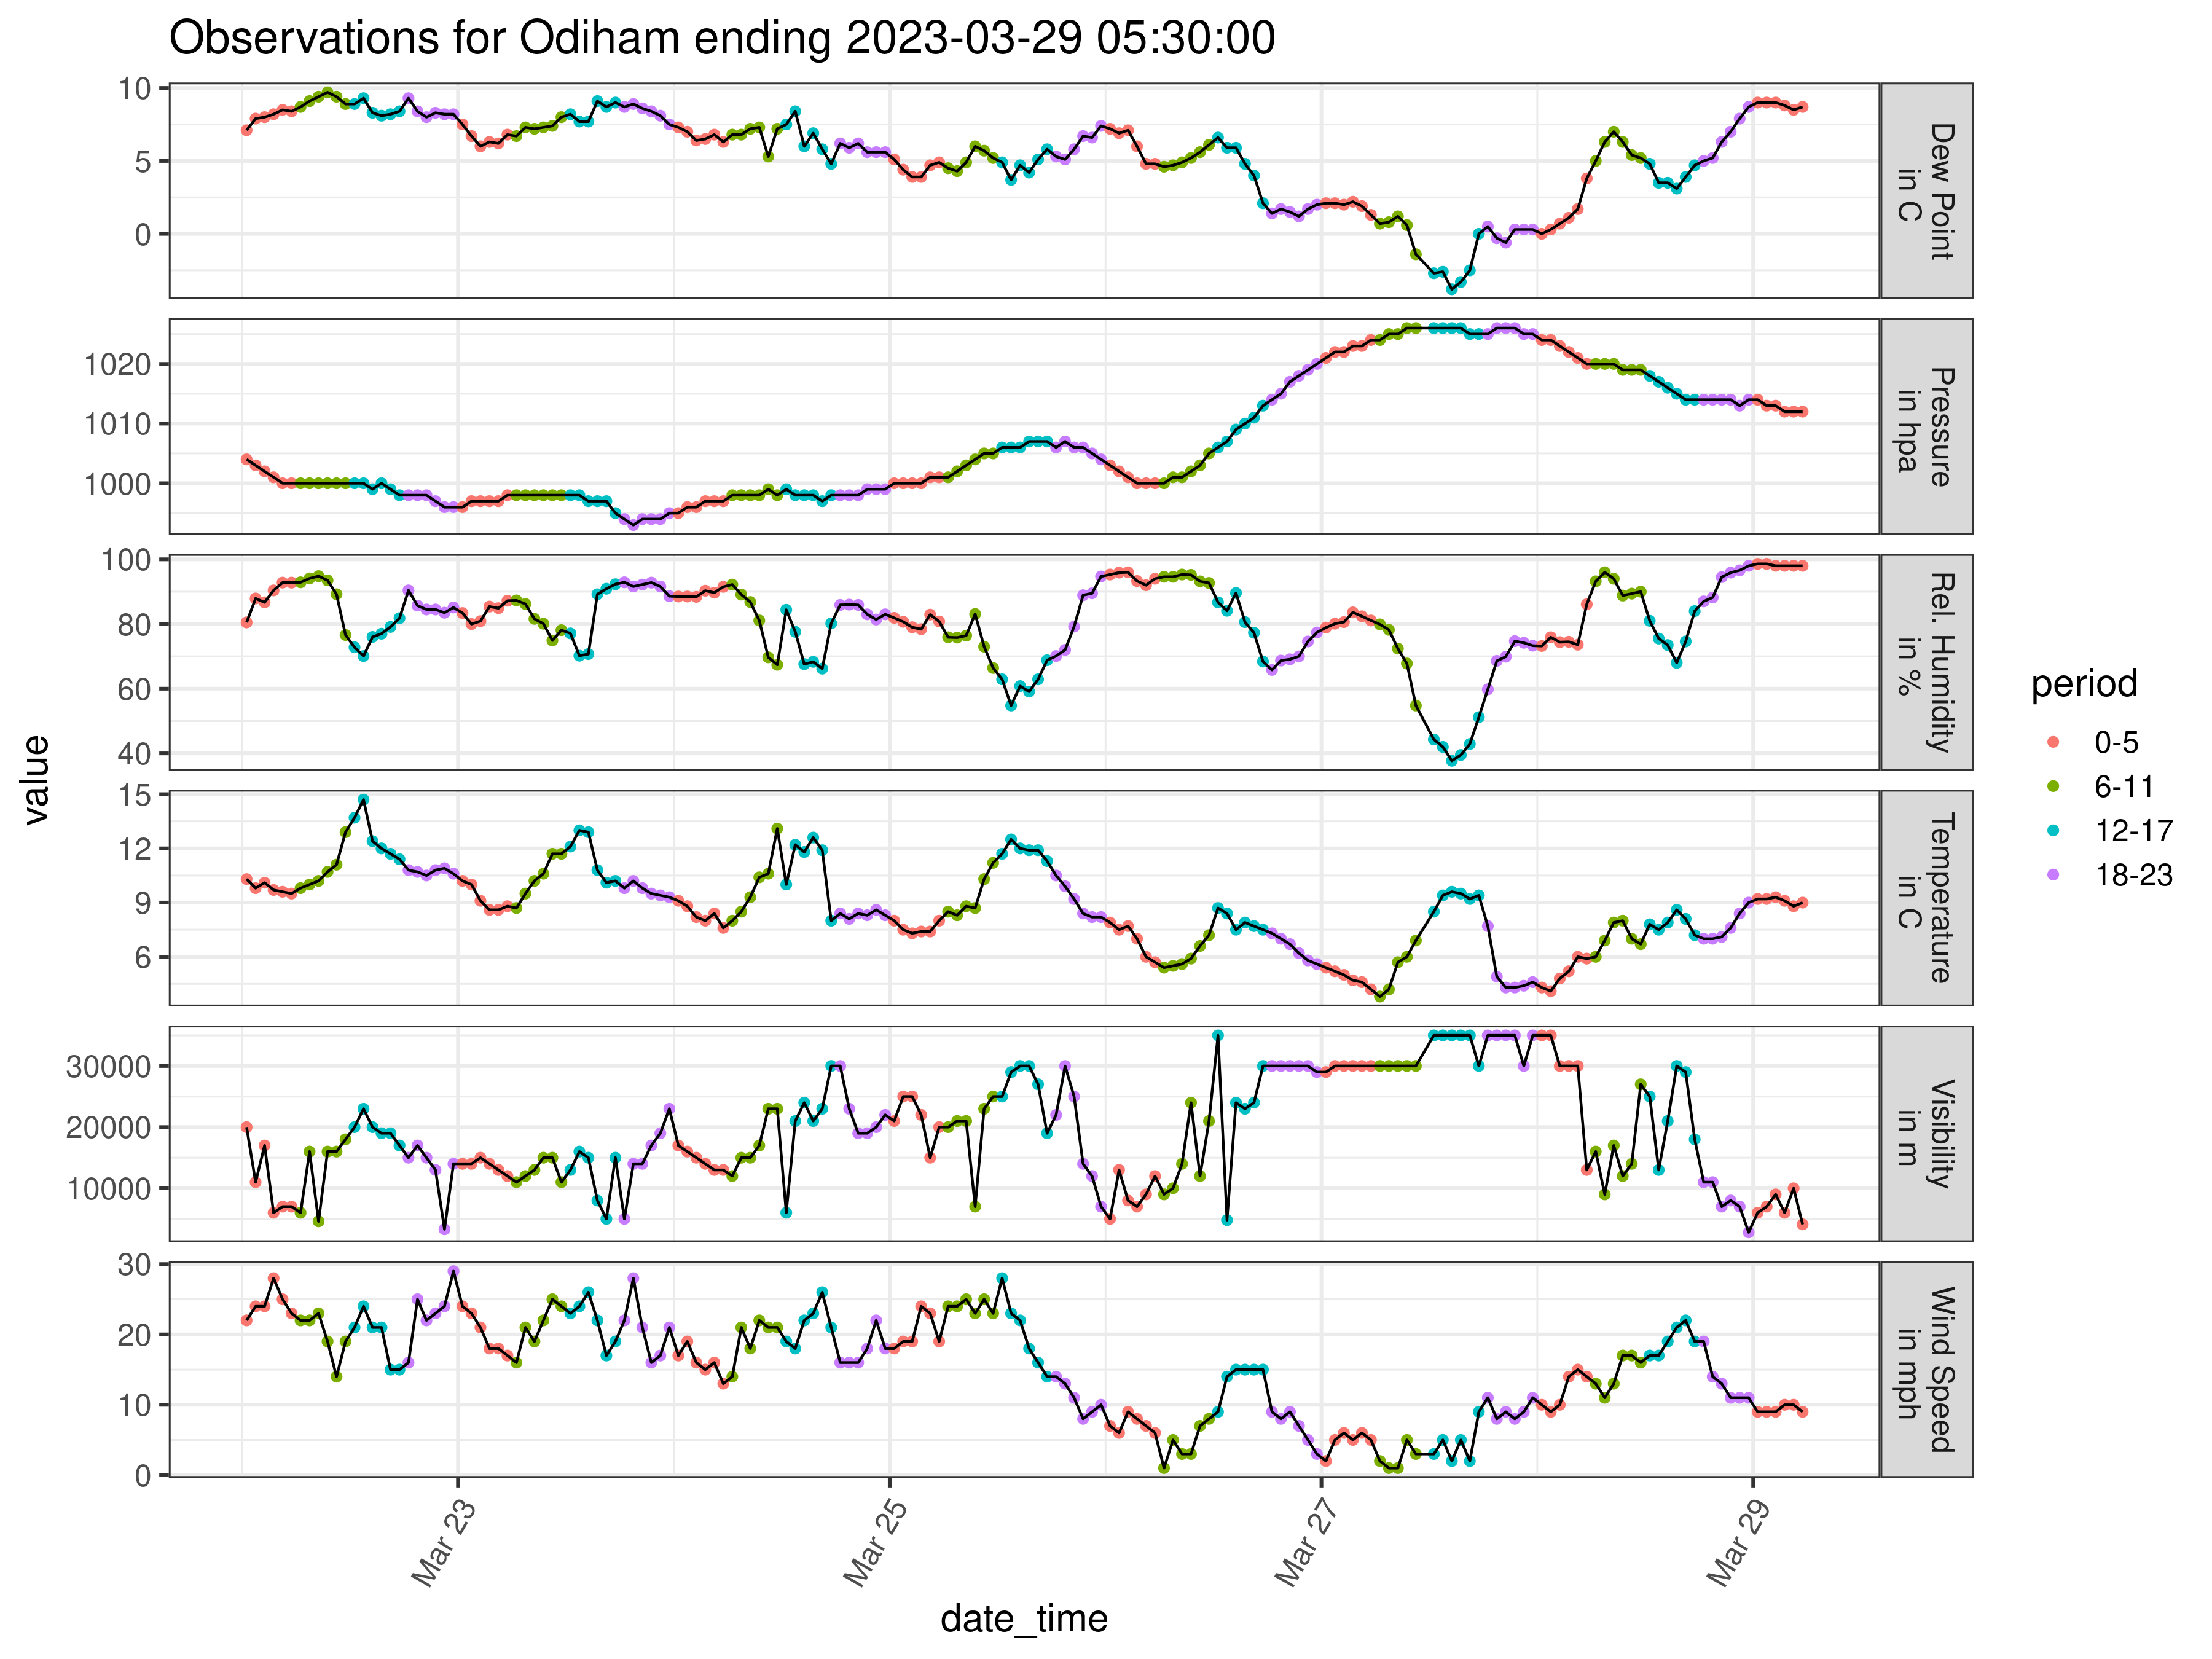 Observations for Odiham ending 2023-03-29 05:30:00
value
10
5
0
Dew Point
in C
1020
1010
1000
Pressure
in hpa
100
80
60
40
Rel. Humidity
in %
15
12
9
6
Temperature
in C
30000
20000
10000
Visibility
in m
30
20
10
0
Wind Speed
in mph
Mar 23
Mar 25
Mar 27
Mar 29
date_time
period
0-5
6-11
12-17
18-23